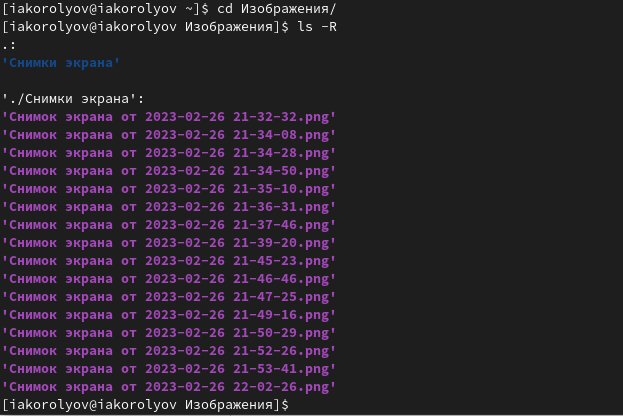 [iakorolyov@iakorolyov ~]$ cd Изображения/
[iakorolyov@iakorolyov Изображения]$ ls -R
.:
'Снимки экрана'

'./Снимки экрана':
'Снимок экрана от 2023-02-26 21-32-32.png'
'Снимок экрана от 2023-02-26 21-34-08.png'
'Снимок экрана от 2023-02-26 21-34-28.png'
'Снимок экрана от 2023-02-26 21-34-50.png'
'Снимок экрана от 2023-02-26 21-35-10.png'
'Снимок экрана от 2023-02-26 21-36-31.png'
'Снимок экрана от 2023-02-26 21-37-46.png'
'Снимок экрана от 2023-02-26 21-39-20.png'
'Снимок экрана от 2023-02-26 21-45-23.png'
'Снимок экрана от 2023-02-26 21-46-46.png'
'Снимок экрана от 2023-02-26 21-47-25.png'
'Снимок экрана от 2023-02-26 21-49-16.png'
'Снимок экрана от 2023-02-26 21-50-29.png'
'Снимок экрана от 2023-02-26 21-52-26.png'
'Снимок экрана от 2023-02-26 21-53-41.png'
'Снимок экрана от 2023-02-26 22-02-26.png'
[iakorolyov@iakorolyov Изображения]$